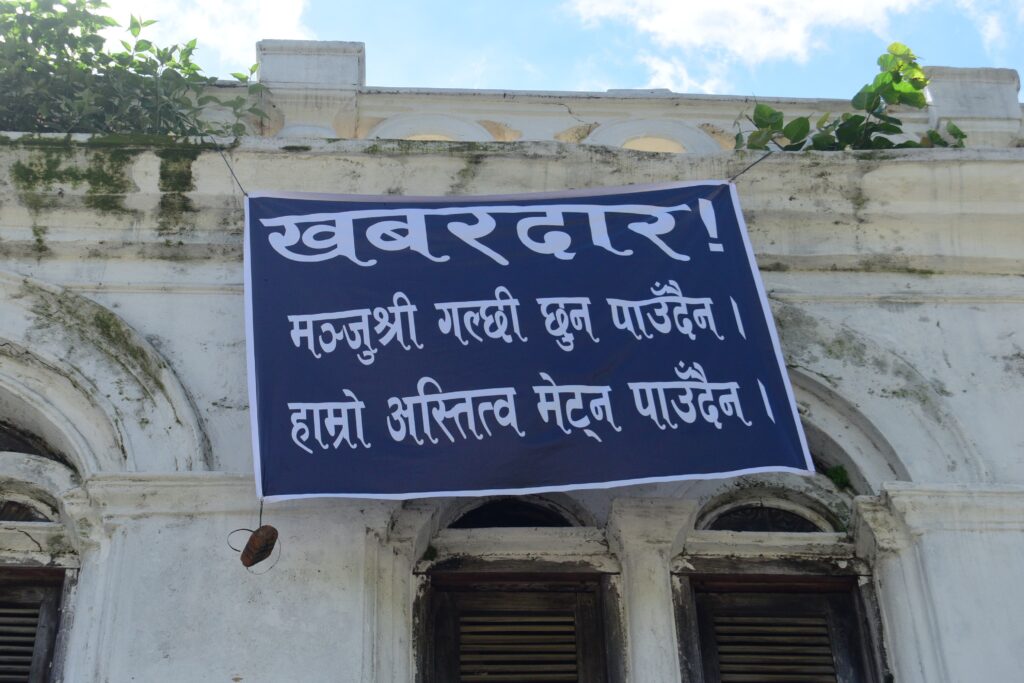 खबरदार!
मञ्जुश्री गल्छी छुन पाउँदैन ।
हाम्रो अस्तित्व मेट्न पाउँदैन ।